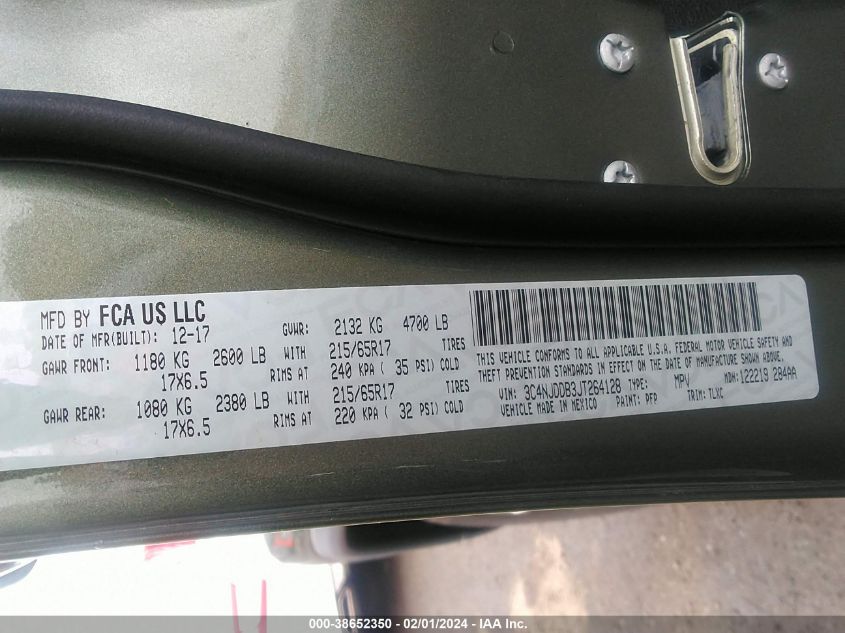 MFD BY FCA US LLC
DATE OF MFR(BUILT): 12-17 GVWR: 2132 KG 4700 LB
GAWR FRONT: 1180 KG 2600 LB WITH 215/65R17 TIRES
17X6.5 RIMS AT 240 KPA ( 35 PSI) COLD
GAWR REAR: 1080 KG 2380 LB WITH 215/65R17 TIRES
17X6.5 RIMS AT 220 KPA ( 32 PSI) COLD
THIS VEHICLE CONFORMS TO ALL APPLICABLE U.S.A. FEDERAL MOTOR VEHICLE SAFETY AND
THEFT PREVENTION STANDARDS IN EFFECT ON THE DATE OF MANUFACTURE SHOWN ABOVE.
VIN: 3C4NJDDB3JT264128 TYPE: MPV MDH: 122219 284AA
VEHICLE MADE IN MEXICO PAINT: PFP TRIM: TLXC
000-38652350 - 02/01/2024 - IAA Inc.